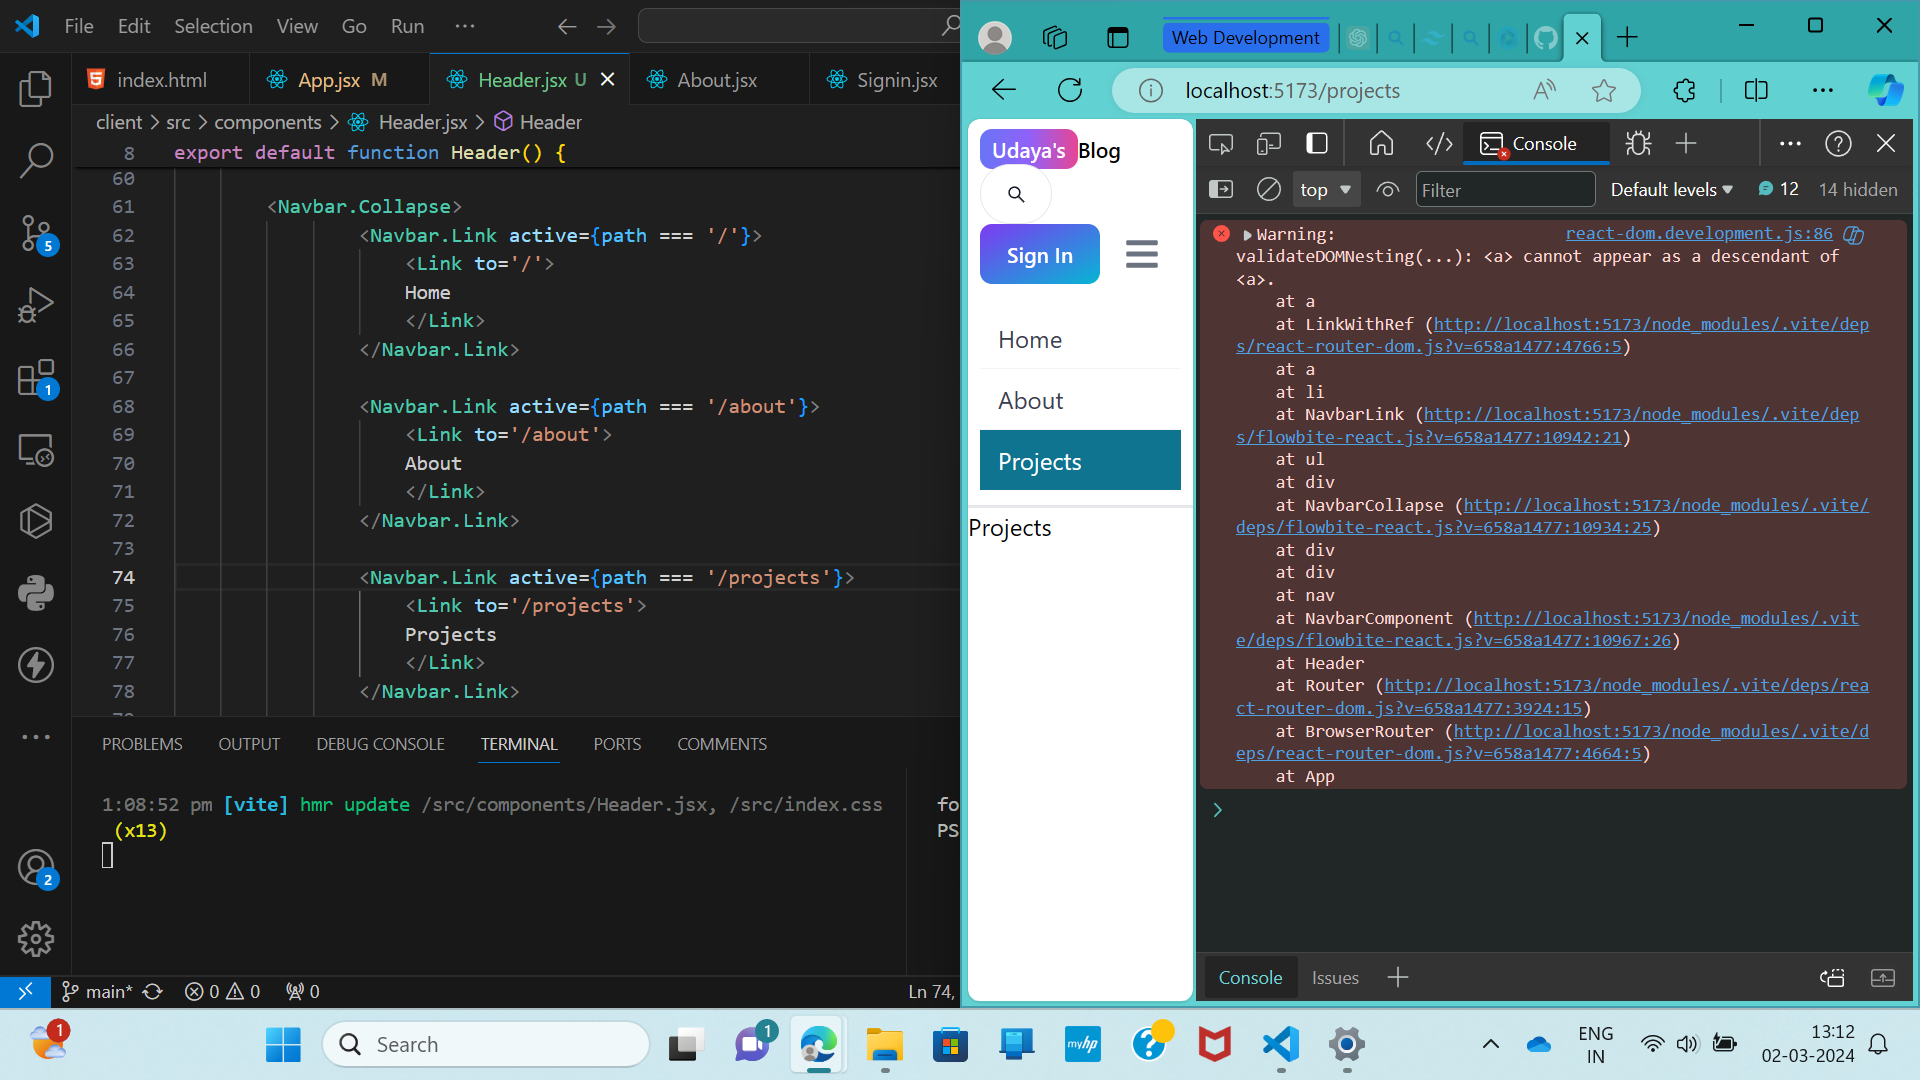 File Edit Selection View Go Run ···
index.html
App.jsx M
Header.jsx U
About.jsx
Signin.jsx
client > src > components > Header.jsx > Header
8 export default function Header() {
60
61 <Navbar.Collapse>
62 <Navbar.Link active={path === '/'}>
63 <Link to='/'>
64 Home
65 </Link>
66 </Navbar.Link>
67
68 <Navbar.Link active={path === '/about'}>
69 <Link to='/about'>
70 About
71 </Link>
72 </Navbar.Link>
73
74 <Navbar.Link active={path === '/projects'}>
75 <Link to='/projects'>
76 Projects
77 </Link>
78 </Navbar.Link>
5
1
2
PROBLEMS OUTPUT DEBUG CONSOLE TERMINAL PORTS COMMENTS
1:08:52 pm [vite] hmr update /src/components/Header.jsx, /src/index.css
(x13)
fo
PS
main* 0 0 0
Ln 74,
Web Development
localhost:5173/projects
Udaya's Blog
Sign In
Home
About
Projects
Projects
Console
top
Filter
Default levels
12
14 hidden
Warning: react-dom.development.js:86
validateDOMNesting(...): <a> cannot appear as a descendant of
<a>.
at a
at LinkWithRef (http://localhost:5173/node_modules/.vite/dep
s/react-router-dom.js?v=658a1477:4766:5)
at a
at li
at NavbarLink (http://localhost:5173/node_modules/.vite/dep
s/flowbite-react.js?v=658a1477:10942:21)
at ul
at div
at NavbarCollapse (http://localhost:5173/node_modules/.vite/
deps/flowbite-react.js?v=658a1477:10934:25)
at div
at div
at nav
at NavbarComponent (http://localhost:5173/node_modules/.vit
e/deps/flowbite-react.js?v=658a1477:10967:26)
at Header
at Router (http://localhost:5173/node_modules/.vite/deps/rea
ct-router-dom.js?v=658a1477:3924:15)
at BrowserRouter (http://localhost:5173/node_modules/.vite/d
eps/react-router-dom.js?v=658a1477:4664:5)
at App
Console Issues
1
Search
1
myhp
ENG
IN
13:12
02-03-2024